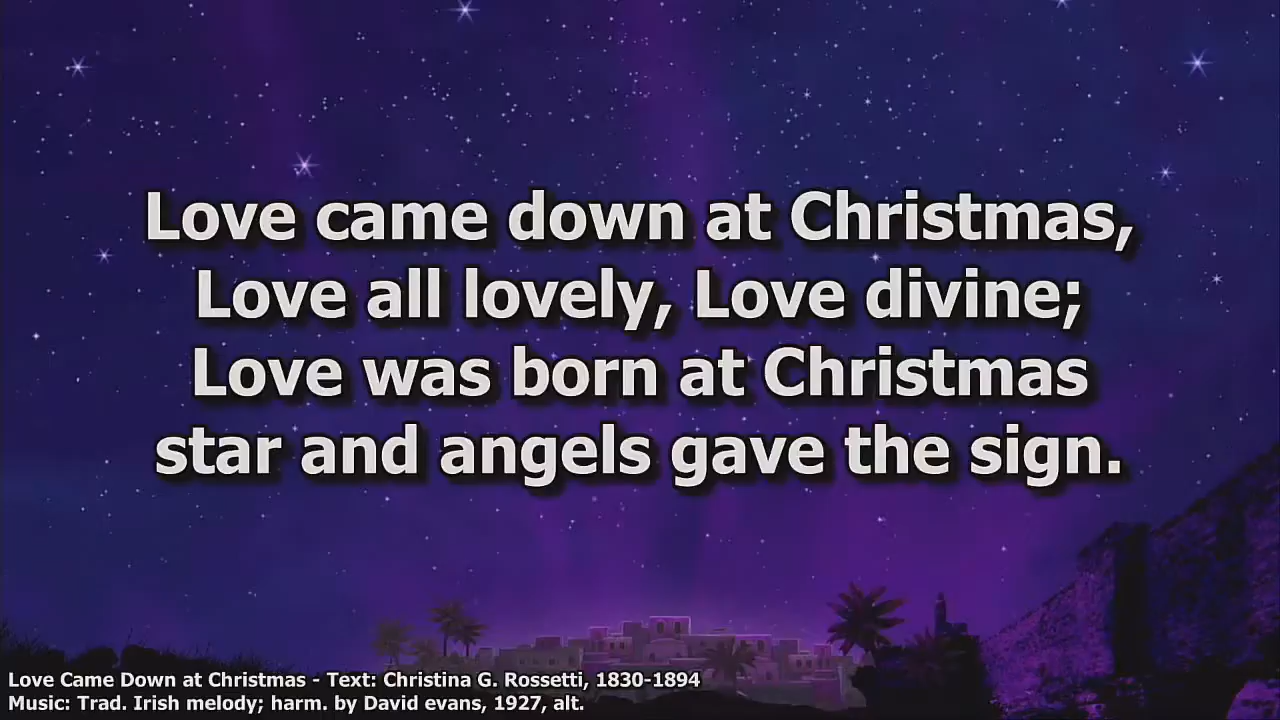 Love came down at Christmas,
Love all lovely, Love divine;
Love was born at Christmas
star and angels gave the sign.
Love Came Down at Christmas - Text: Christina G. Rossetti, 1830-1894
Music: Trad. Irish melody; harm. by David evans, 1927, alt.